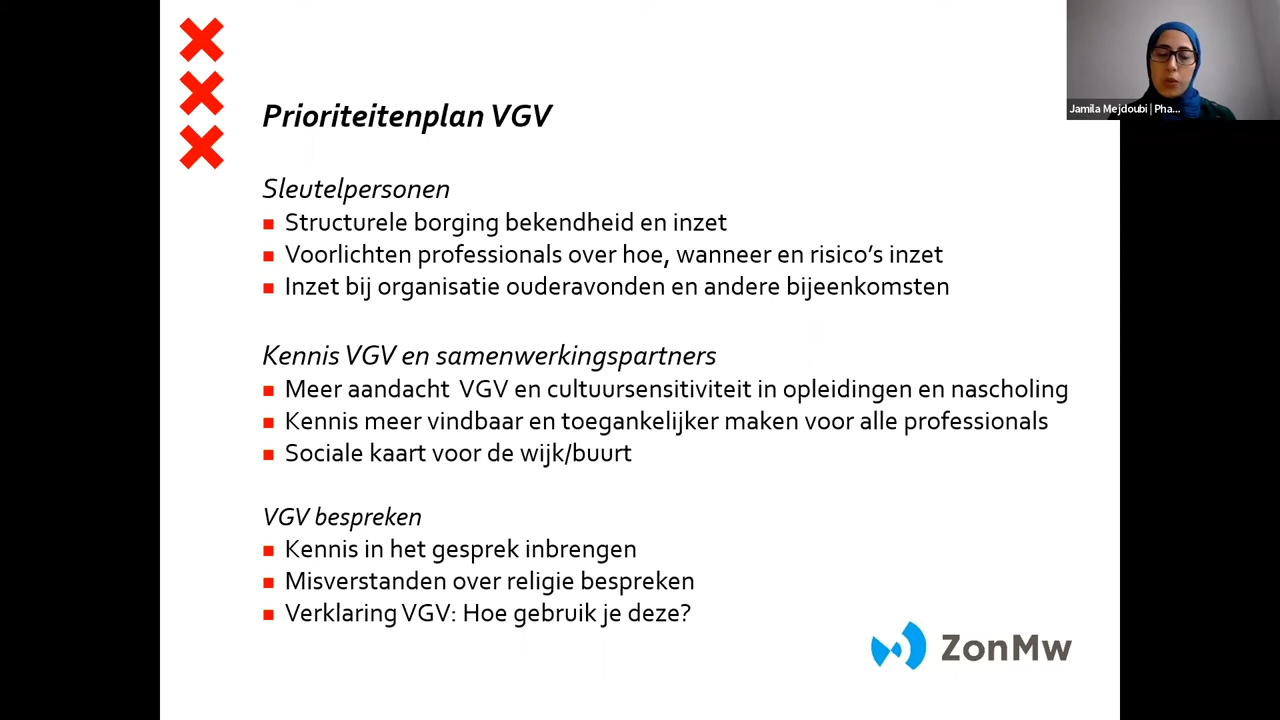 Prioriteitenplan VGV
Sleutelpersonen
Structurele borging bekendheid en inzet
Voorlichten professionals over hoe, wanneer en risico's inzet
Inzet bij organisatie ouderavonden en andere bijeenkomsten
Kennis VGV en samenwerkingspartners
Meer aandacht VGV en cultuursensitiviteit in opleidingen en nascholing
Kennis meer vindbaar en toegankelijker maken voor alle professionals
Sociale kaart voor de wijk/buurt
VGV bespreken
Kennis in het gesprek inbrengen
Misverstanden over religie bespreken
Verklaring VGV: Hoe gebruik je deze?
ZonMw
Jamila Mejdoubi | Pha...